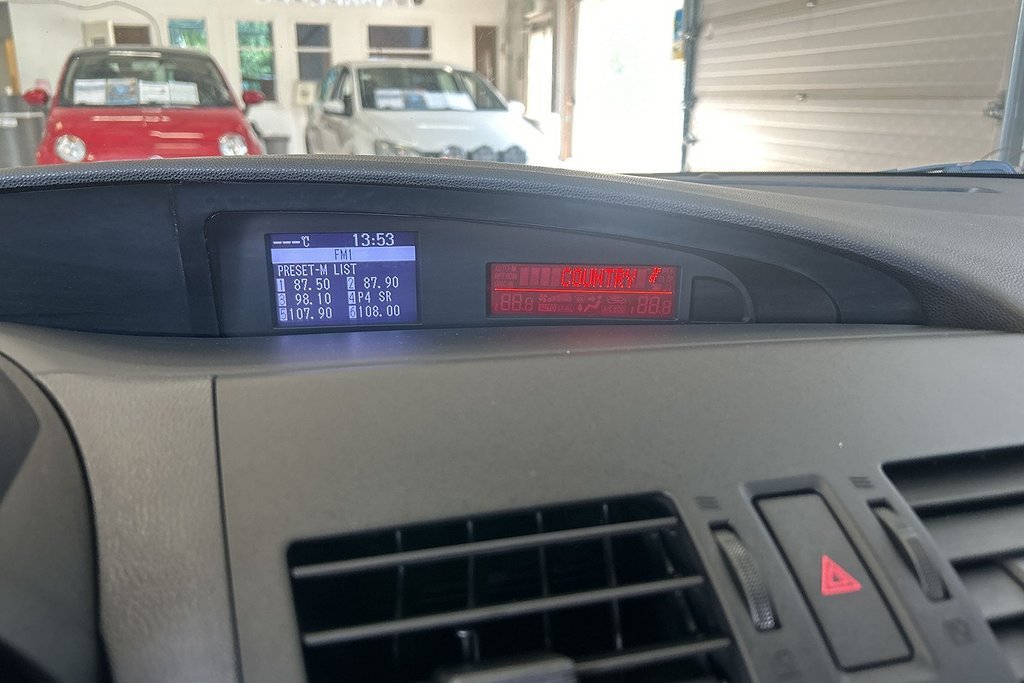 ---℃ 13:53
FM1
PRESET-M LIST
1 87.50 2 87.90
3 98.10 4 P4 SR
5 107.90 6 108.00
COUNTRY